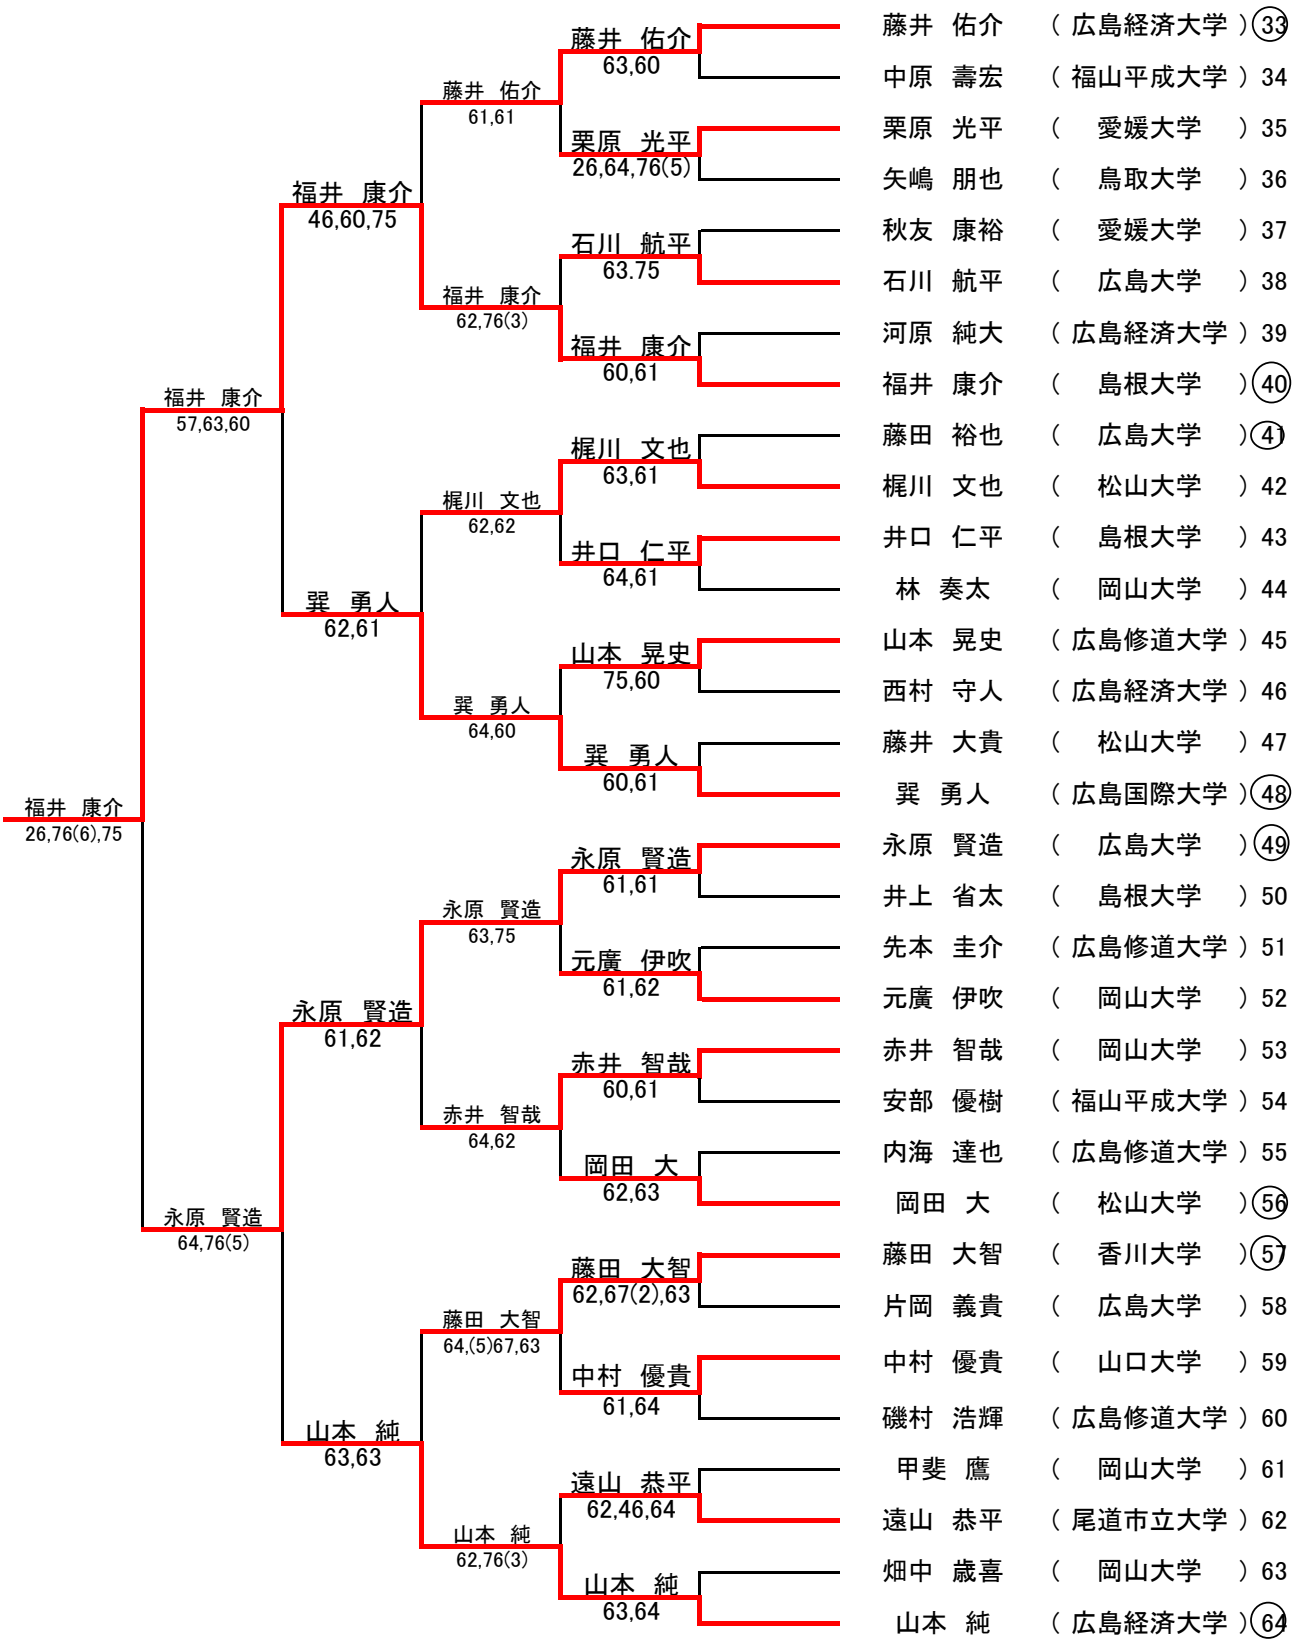 藤井 佑介 ( 広島経済大学 ) 33
中原 壽宏 ( 福山平成大学 ) 34
栗原 光平 ( 愛媛大学 ) 35
矢嶋 朋也 ( 鳥取大学 ) 36
秋友 康裕 ( 愛媛大学 ) 37
石川 航平 ( 広島大学 ) 38
河原 純大 ( 広島経済大学 ) 39
福井 康介 ( 島根大学 ) 40
藤田 裕也 ( 広島大学 ) 41
梶川 文也 ( 松山大学 ) 42
井口 仁平 ( 島根大学 ) 43
林 奏太 ( 岡山大学 ) 44
山本 晃史 ( 広島修道大学 ) 45
西村 守人 ( 広島経済大学 ) 46
藤井 大貴 ( 松山大学 ) 47
巽 勇人 ( 広島国際大学 ) 48
永原 賢造 ( 広島大学 ) 49
井上 省太 ( 島根大学 ) 50
先本 圭介 ( 広島修道大学 ) 51
元廣 伊吹 ( 岡山大学 ) 52
赤井 智哉 ( 岡山大学 ) 53
安部 優樹 ( 福山平成大学 ) 54
内海 達也 ( 広島修道大学 ) 55
岡田 大 ( 松山大学 ) 56
藤田 大智 ( 香川大学 ) 57
片岡 義貴 ( 広島大学 ) 58
中村 優貴 ( 山口大学 ) 59
磯村 浩輝 ( 広島修道大学 ) 60
甲斐 鷹 ( 岡山大学 ) 61
遠山 恭平 ( 尾道市立大学 ) 62
畑中 歳喜 ( 岡山大学 ) 63
山本 純 ( 広島経済大学 ) 64
藤井 佑介
63,60
栗原 光平
26,64,76(5)
石川 航平
63.75
福井 康介
60,61
梶川 文也
63,61
井口 仁平
64,61
山本 晃史
75,60
巽 勇人
60,61
永原 賢造
61,61
元廣 伊吹
61,62
赤井 智哉
60,61
岡田 大
62,63
藤田 大智
62,67(2),63
中村 優貴
61,64
遠山 恭平
62,46,64
山本 純
63,64
藤井 佑介
61,61
福井 康介
62,76(3)
梶川 文也
62,62
巽 勇人
64,60
永原 賢造
63,75
赤井 智哉
64,62
藤田 大智
64,(5)67,63
山本 純
62,76(3)
福井 康介
46,60,75
巽 勇人
62,61
永原 賢造
61,62
山本 純
63,63
福井 康介
57,63,60
永原 賢造
64,76(5)
福井 康介
26,76(6),75